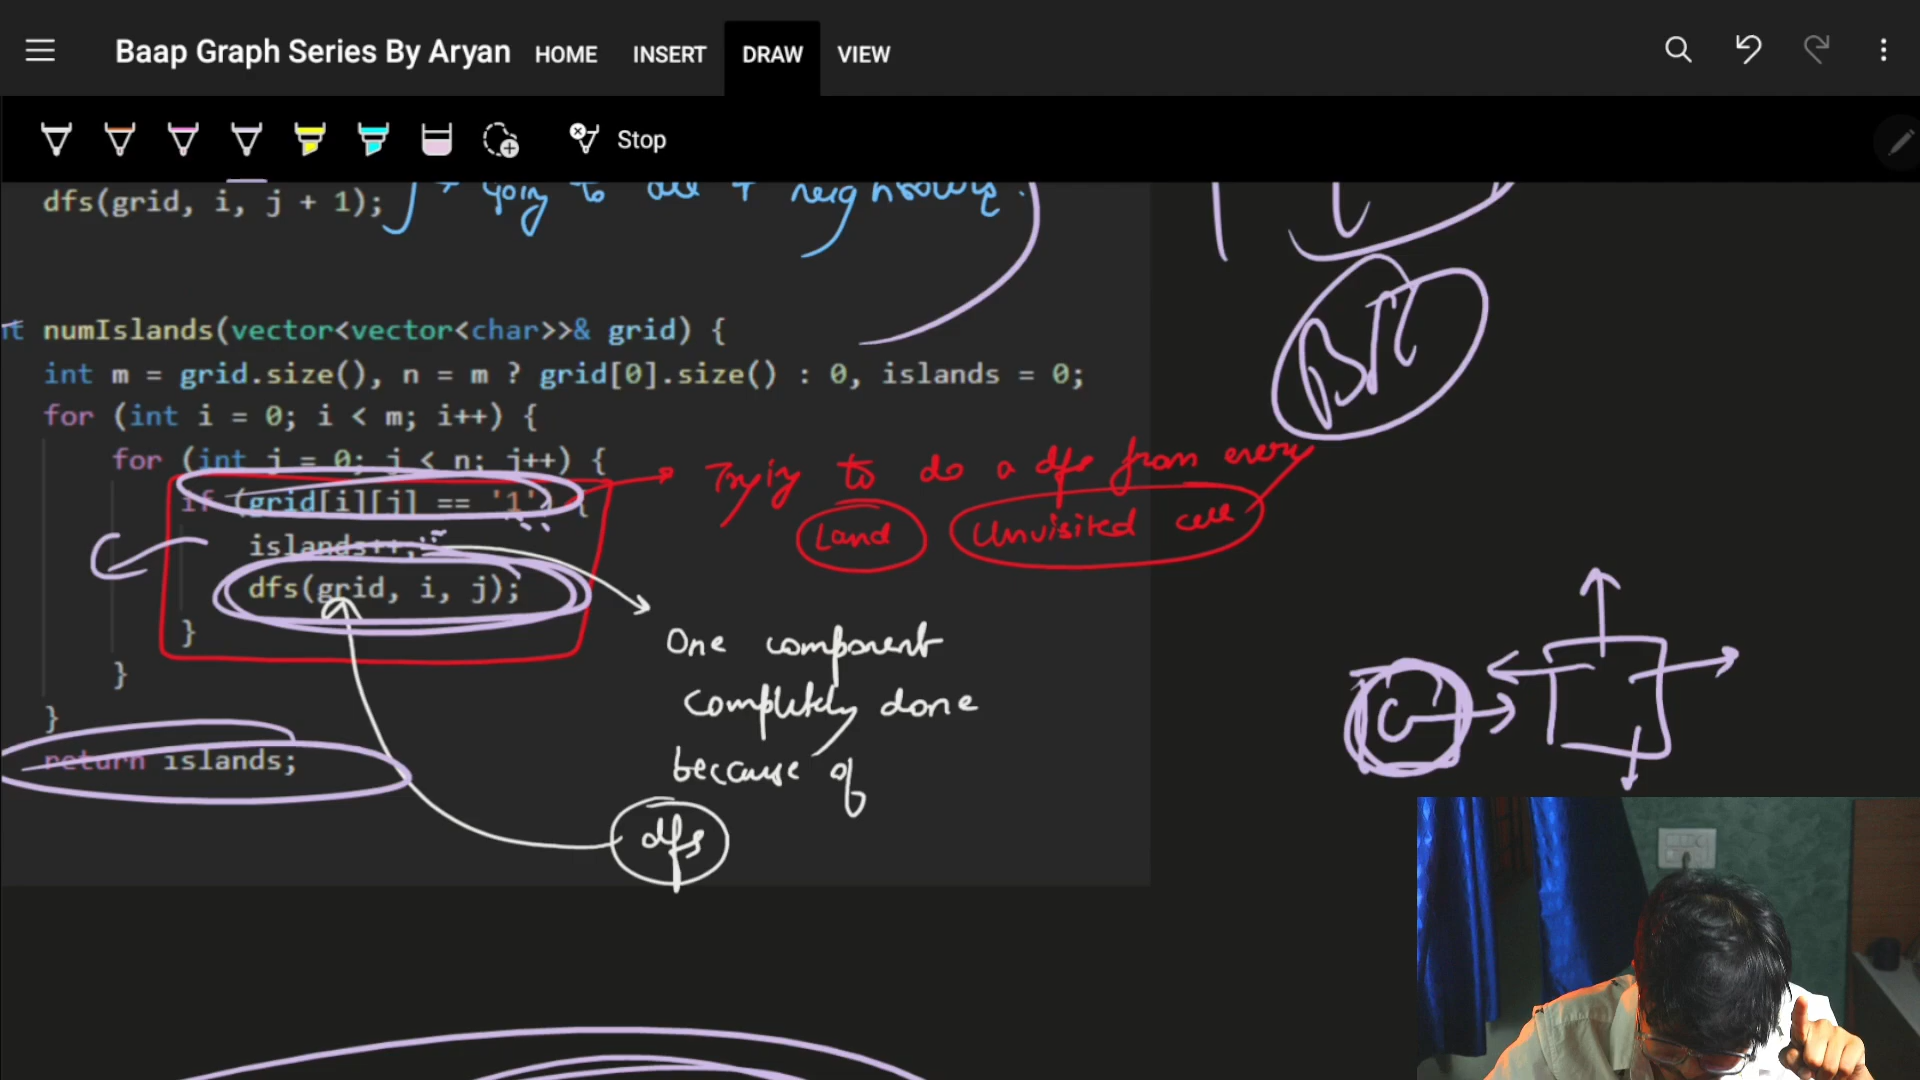 Baap Graph Series By Aryan HOME INSERT DRAW VIEW
Stop
dfs(grid, i, j + 1);
going to all 4 neighbours.
numIslands(vector<vector<char>>& grid) {
int m = grid.size(), n = m ? grid[0].size() : 0, islands = 0;
for (int i = 0; i < m; i++) {
for (int j = 0; j < n; j++) {
if (grid[i][j] == '1') {
Trying to do a dfs from every
Land Unvisited cell
islands++;
dfs(grid, i, j);
}
}
}
return islands;
One component
completely done
because of
dfs